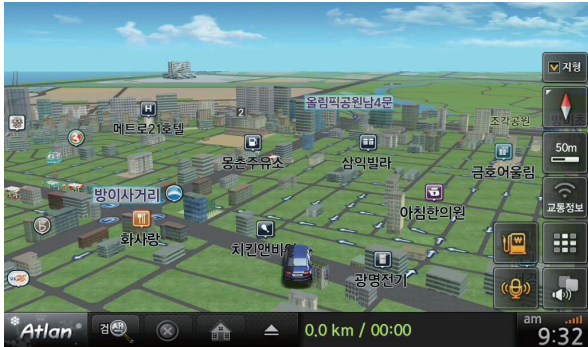 지형
올림픽공원남4문
H
2
메트로21호텔
조각공원
50m
몽촌주유소
삼익빌라
금호어울림
교통정보
방이사거리
아침한의원
화사랑
치킨앤비
광명전기
Atlan
검색
0.0 km / 00:00
am
9:32